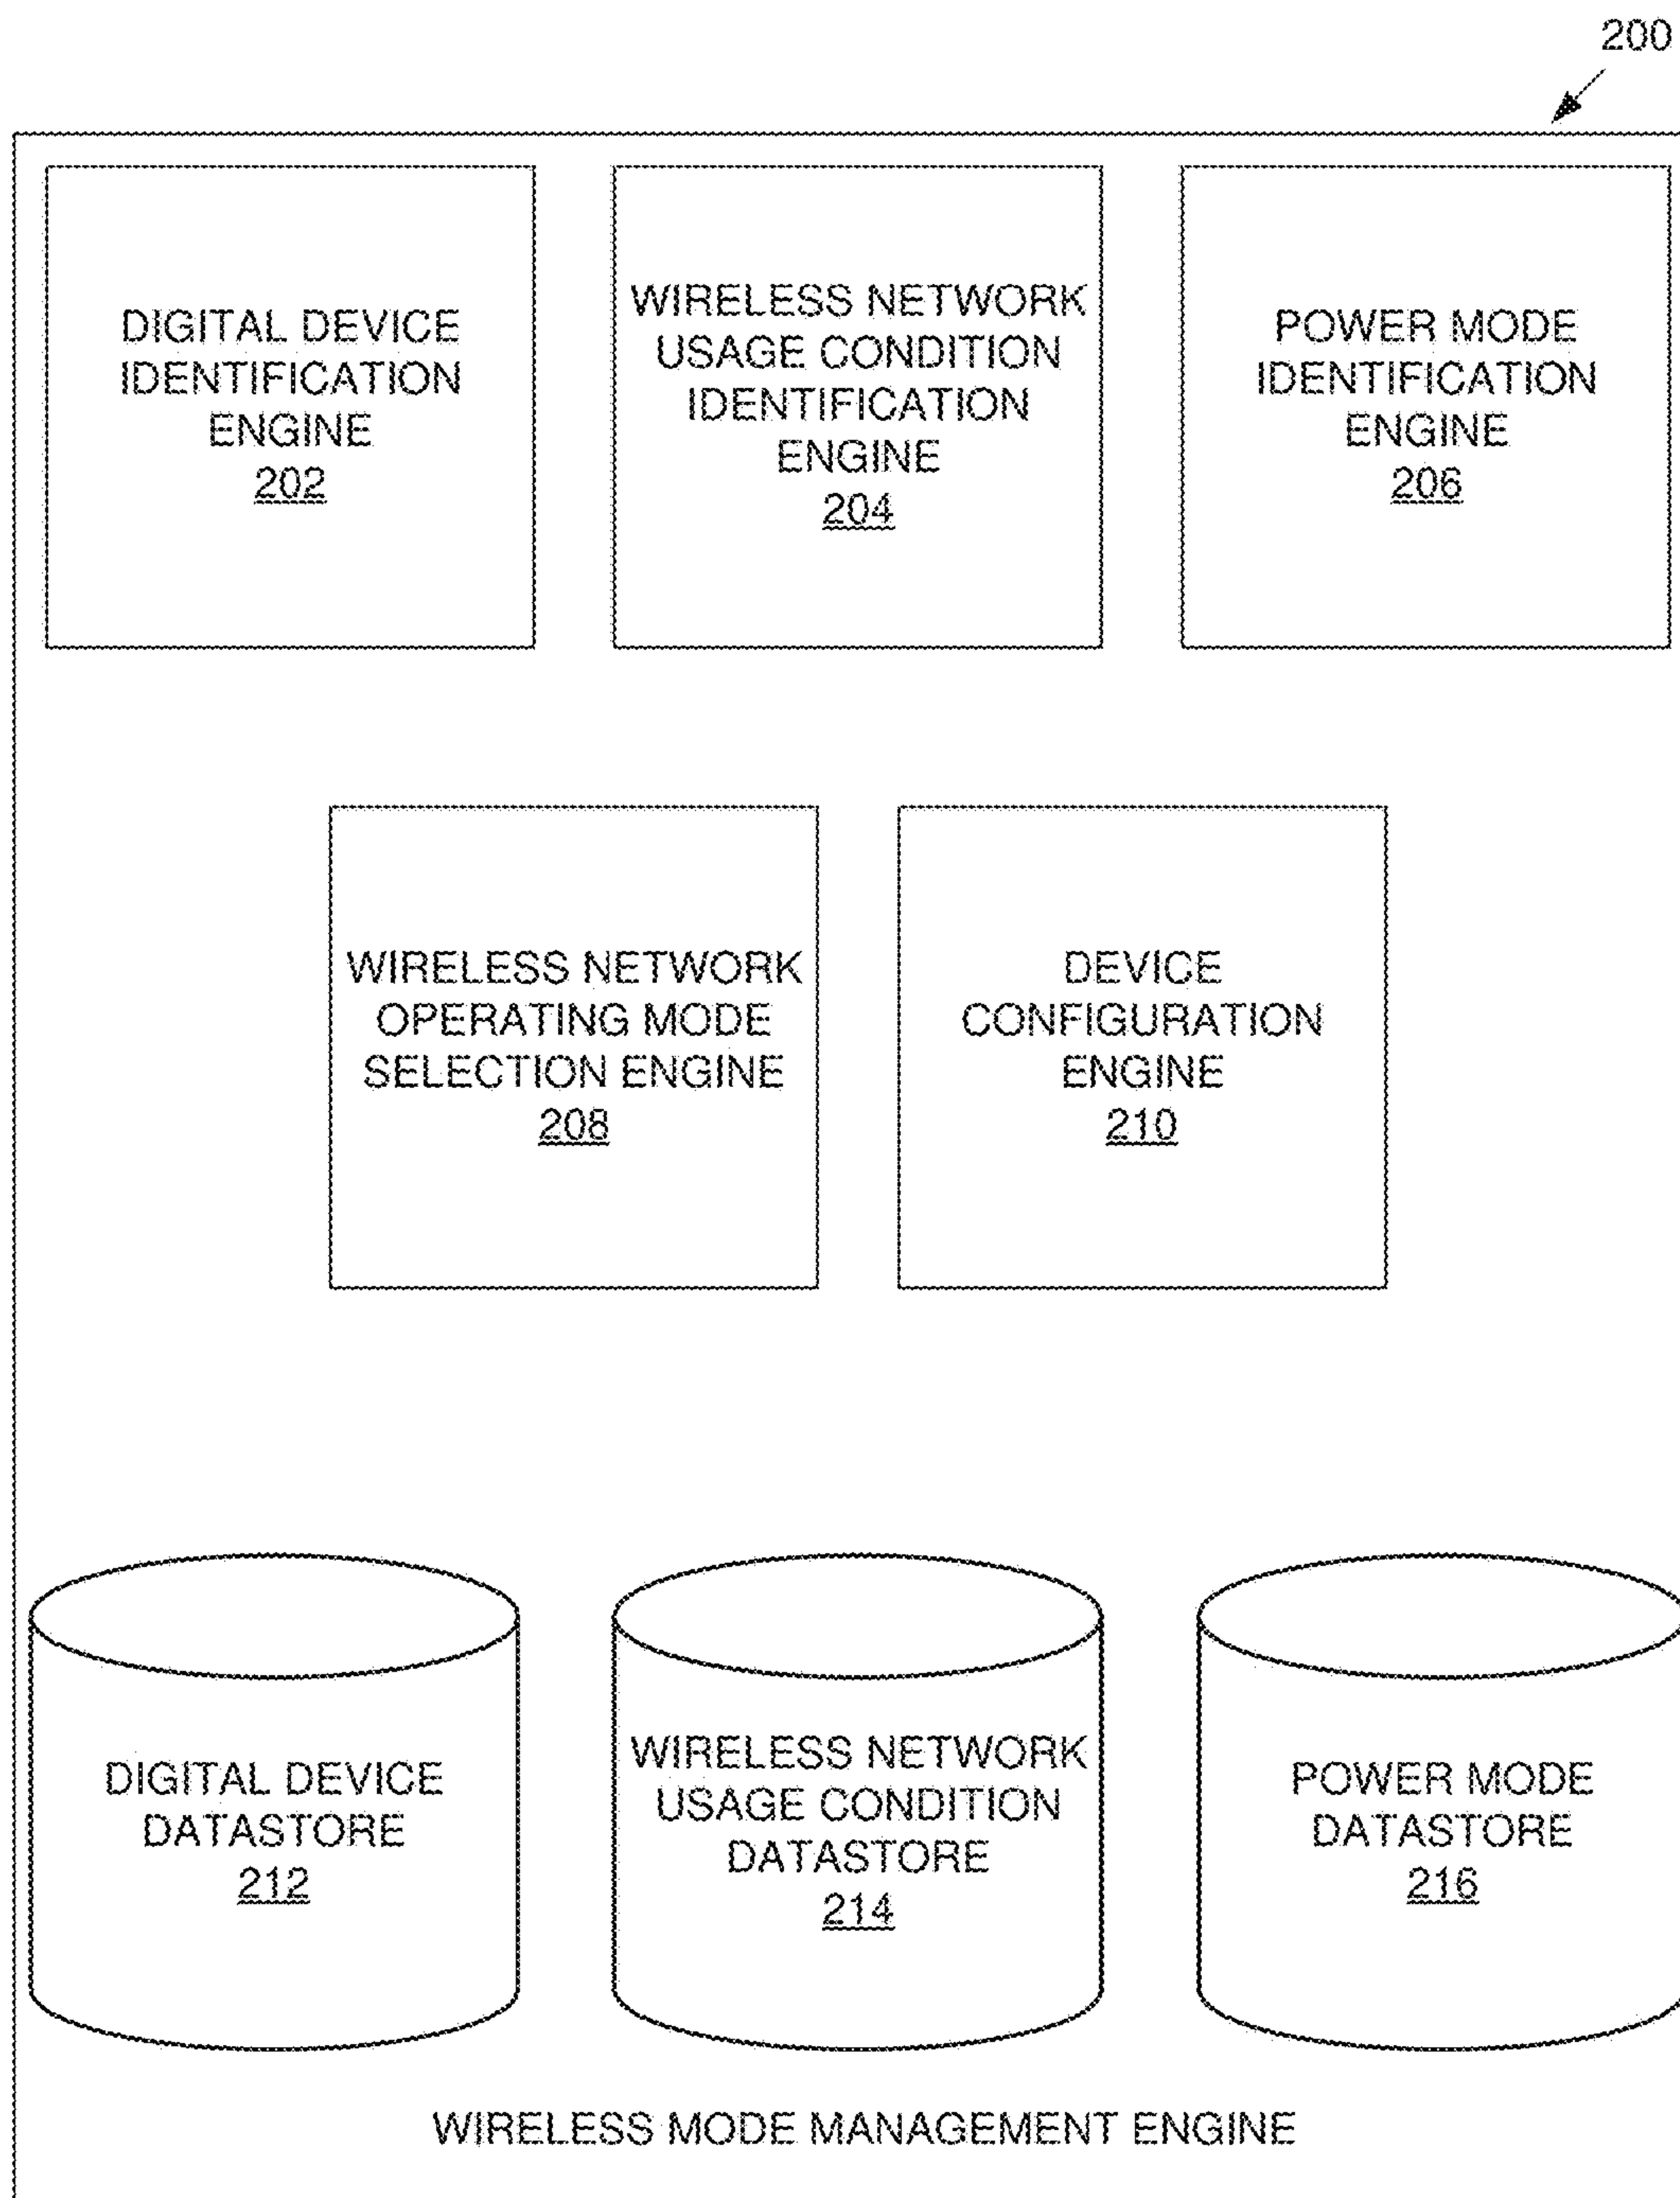 200
DIGITAL DEVICE
IDENTIFICATION
ENGINE
202
WIRELESS NETWORK
USAGE CONDITION
IDENTIFICATION
ENGINE
204
POWER MODE
IDENTIFICATION
ENGINE
206
WIRELESS NETWORK
OPERATING MODE
SELECTION ENGINE
208
DEVICE
CONFIGURATION
ENGINE
210
DIGITAL DEVICE
DATASTORE
212
WIRELESS NETWORK
USAGE CONDITION
DATASTORE
214
POWER MODE
DATASTORE
216
WIRELESS MODE MANAGEMENT ENGINE